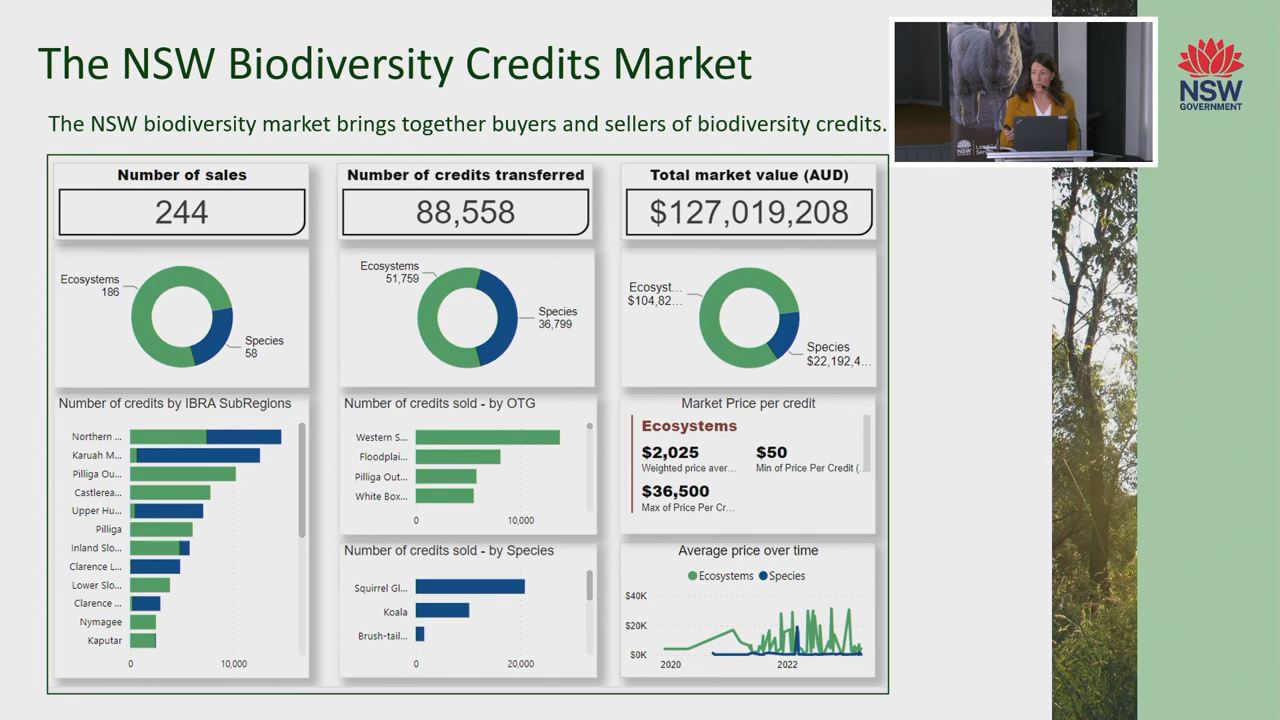 The NSW Biodiversity Credits Market
The NSW biodiversity market brings together buyers and sellers of biodiversity credits.
NSW
GOVERNMENT
NSW
Number of sales
244
Number of credits transferred
88,558
Total market value (AUD)
$127,019,208
Ecosystems
186
Species
58
Ecosystems
51,759
Species
36,799
Ecosyst...
$104,82...
Species
$22,192,4...
Number of credits by IBRA SubRegions
Northern ...
Karuah M...
Pilliga Ou...
Castlerea...
Upper Hu...
Pilliga
Inland Slo...
Clarence L...
Lower Slo...
Clarence ...
Nymagee
Kaputar
0 10,000
Number of credits sold - by OTG
Western S...
Floodplai...
Pilliga Out...
White Box...
0 10,000
Number of credits sold - by Species
Squirrel Gl...
Koala
Brush-tail...
0 20,000
Market Price per credit
Ecosystems
$2,025 $50
Weighted price aver... Min of Price Per Credit (...
$36,500
Max of Price Per Cr...
Average price over time
Ecosystems Species
$40K
$20K
$0K
2020 2022